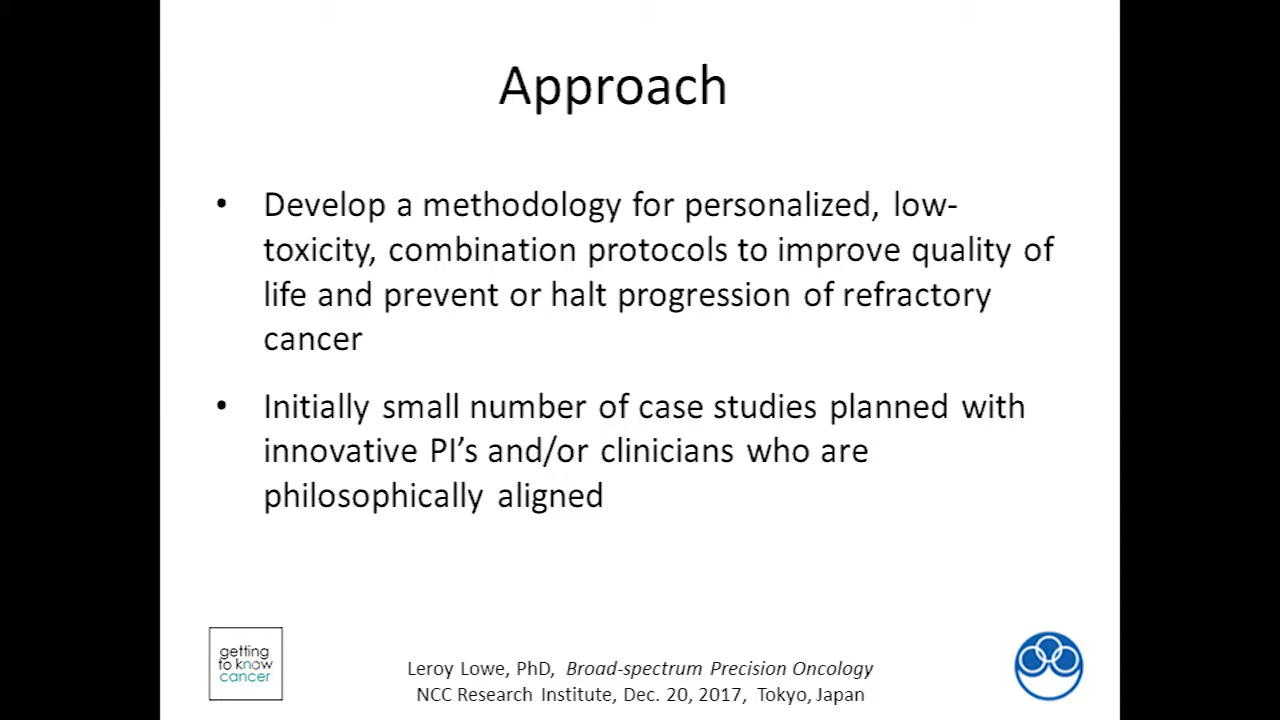 Approach
• Develop a methodology for personalized, low-
toxicity, combination protocols to improve quality of
life and prevent or halt progression of refractory
cancer
• Initially small number of case studies planned with
innovative PI’s and/or clinicians who are
philosophically aligned
getting
to know
cancer
Leroy Lowe, PhD, Broad-spectrum Precision Oncology
NCC Research Institute, Dec. 20, 2017, Tokyo, Japan